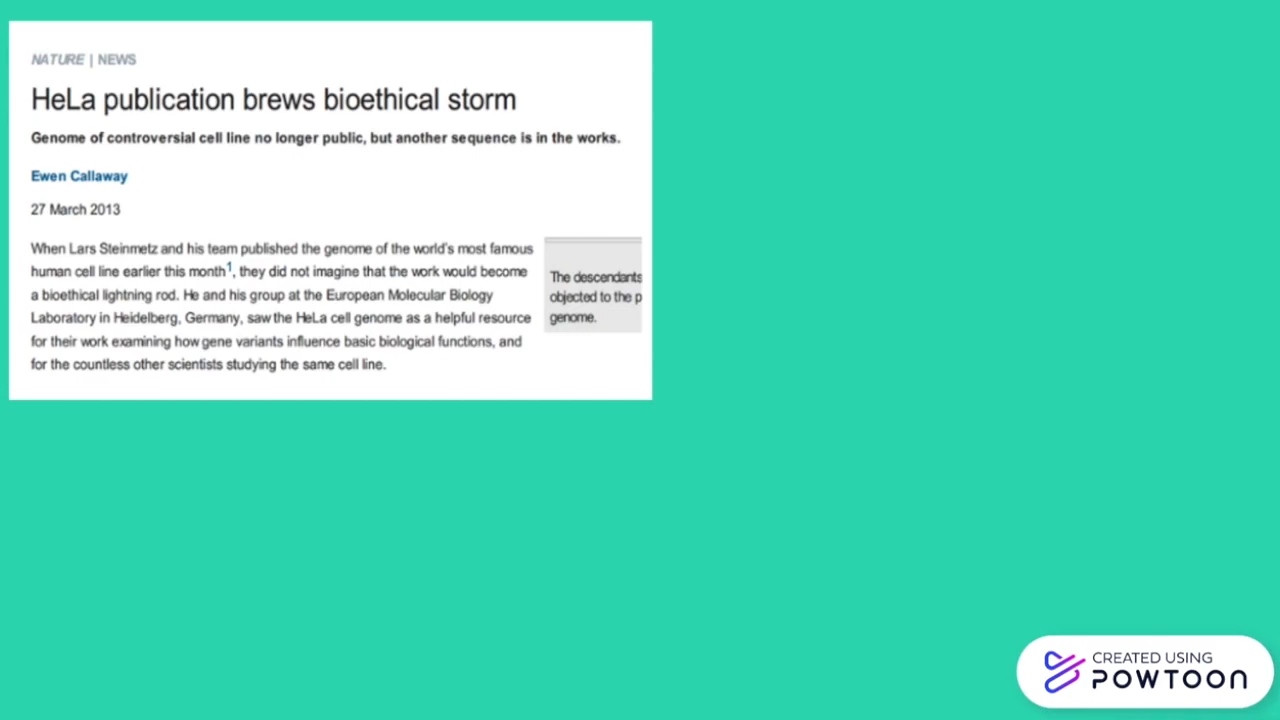 NATURE | NEWS
HeLa publication brews bioethical storm
Genome of controversial cell line no longer public, but another sequence is in the works.
Ewen Callaway
27 March 2013
When Lars Steinmetz and his team published the genome of the world's most famous
human cell line earlier this month1, they did not imagine that the work would become
a bioethical lightning rod. He and his group at the European Molecular Biology
Laboratory in Heidelberg, Germany, saw the HeLa cell genome as a helpful resource
for their work examining how gene variants influence basic biological functions, and
for the countless other scientists studying the same cell line.
The descendants
objected to the p
genome.
CREATED USING
POWTOON